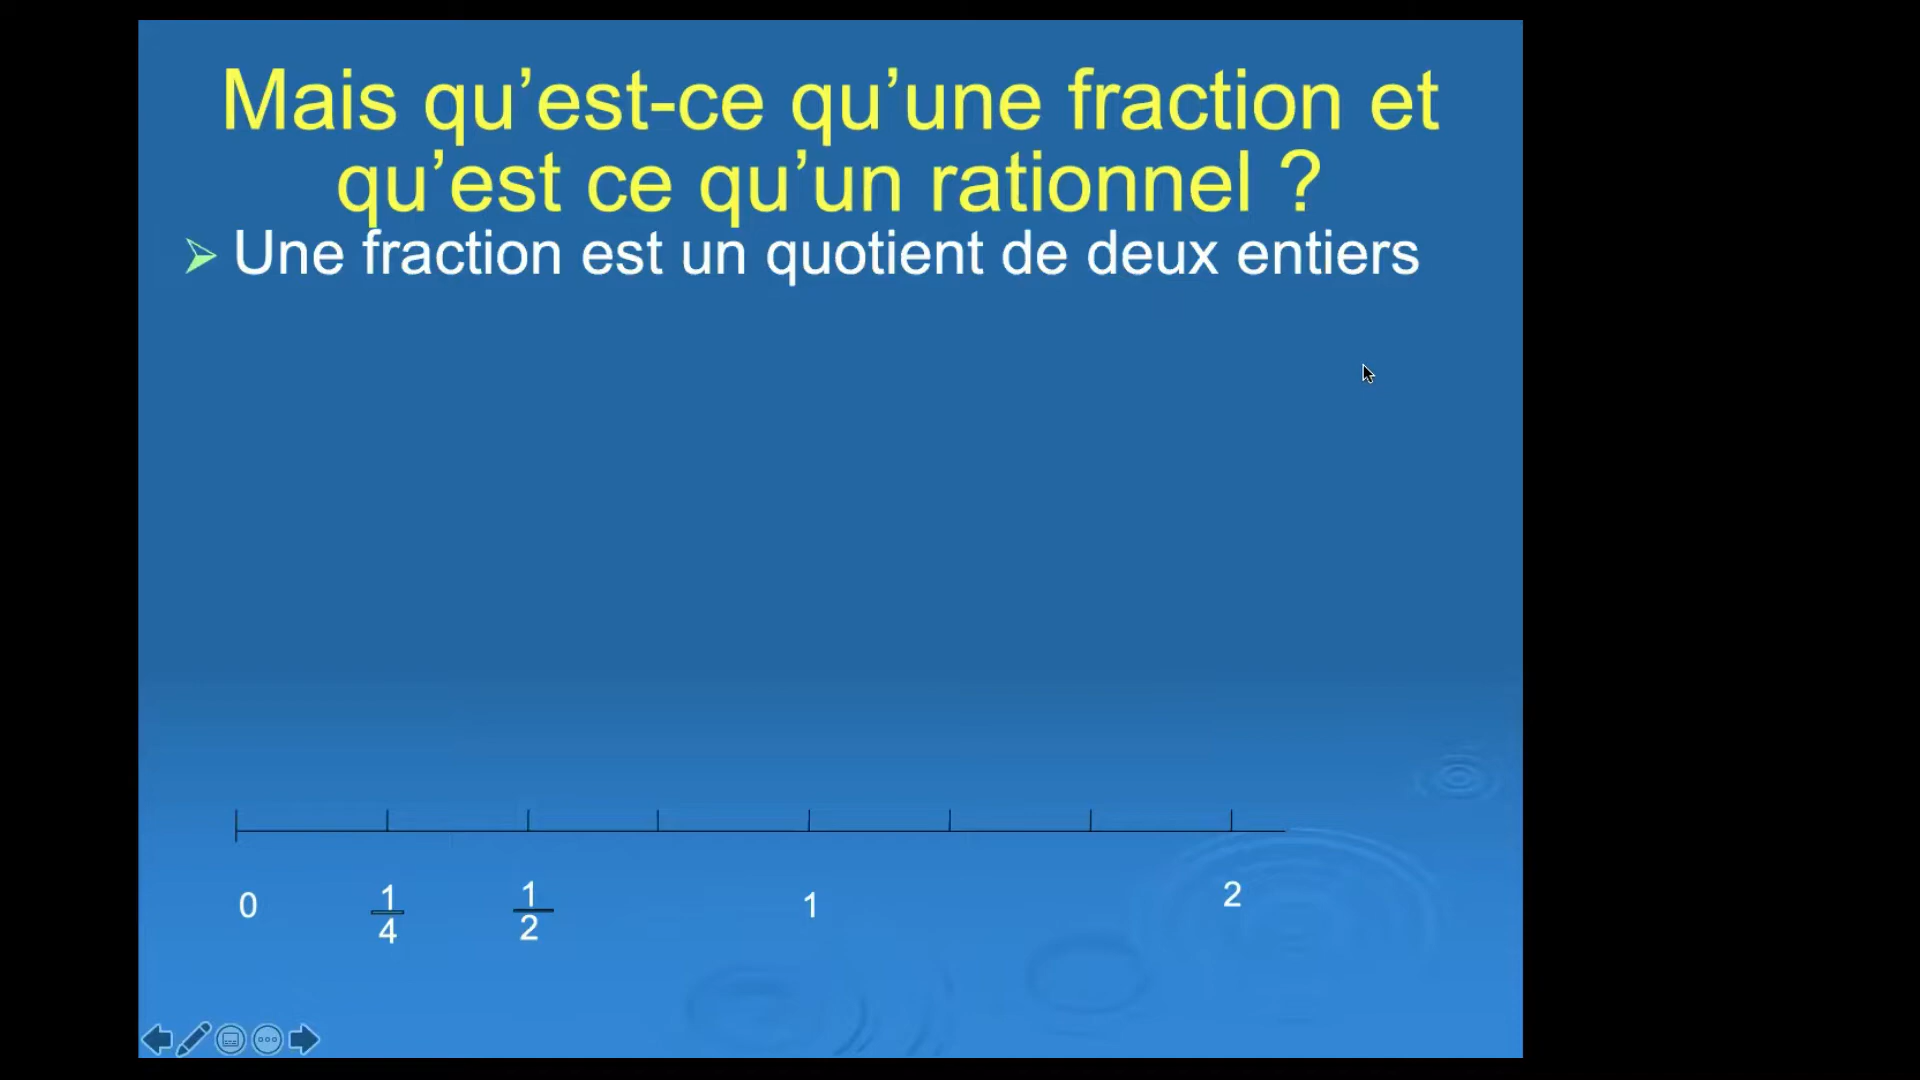 Mais qu’est-ce qu’une fraction et
qu’est ce qu’un rationnel ?
Une fraction est un quotient de deux entiers
0
1
4
1
2
1
2